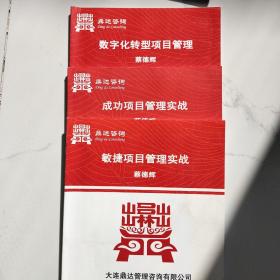 鼎达咨询
Ding da Consulting
数字化转型项目管理
蔡德辉
鼎达咨询
Ding da Consulting
成功项目管理实战
鼎达咨询
Ding da Consulting
敏捷项目管理实战
蔡德辉
大连鼎达管理咨询有限公司